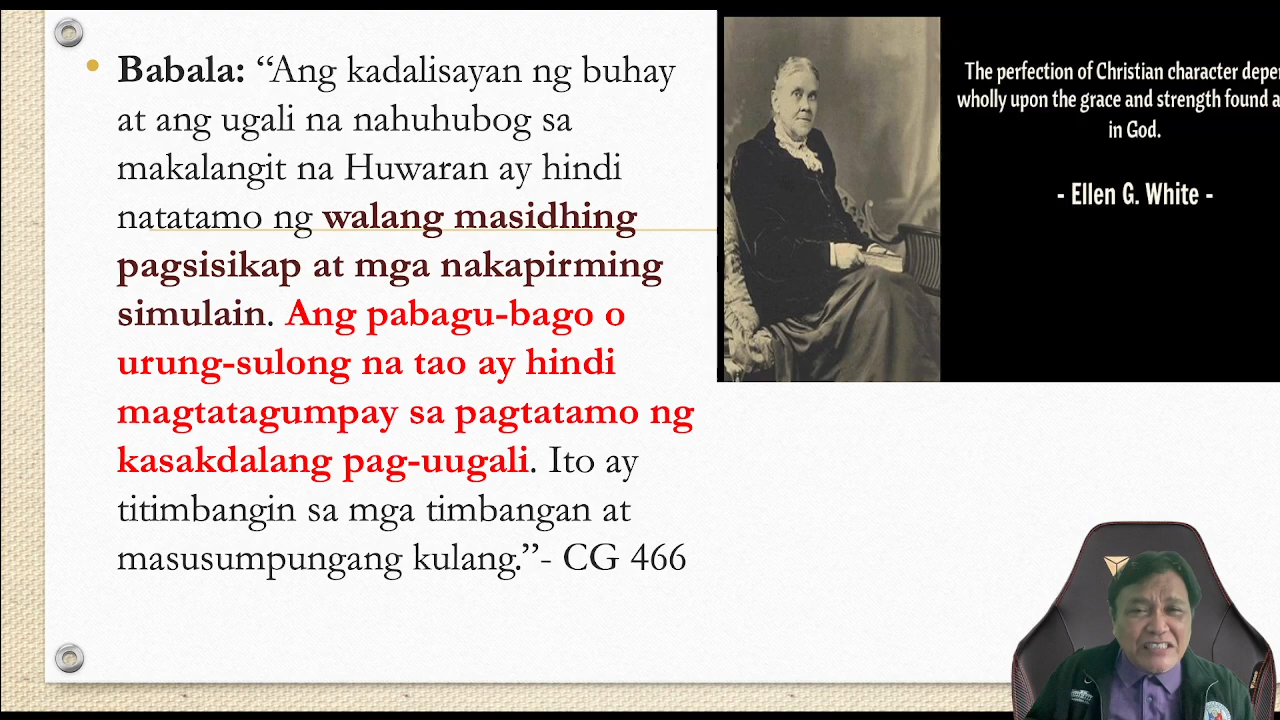 • Babala: “Ang kadalisayan ng buhay
at ang ugali na nahuhubog sa
makalangit na Huwaran ay hindi
natatamo ng walang masidhing
pagsisikap at mga nakapirming
simulain. Ang pabagu-bago o
urung-sulong na tao ay hindi
magtatagumpay sa pagtatamo ng
kasakdalang pag-uugali. Ito ay
titimbangin sa mga timbangan at
masusumpungang kulang.”- CG 466
The perfection of Christian character
wholly upon the grace and strength found
in God.
- Ellen G. White -